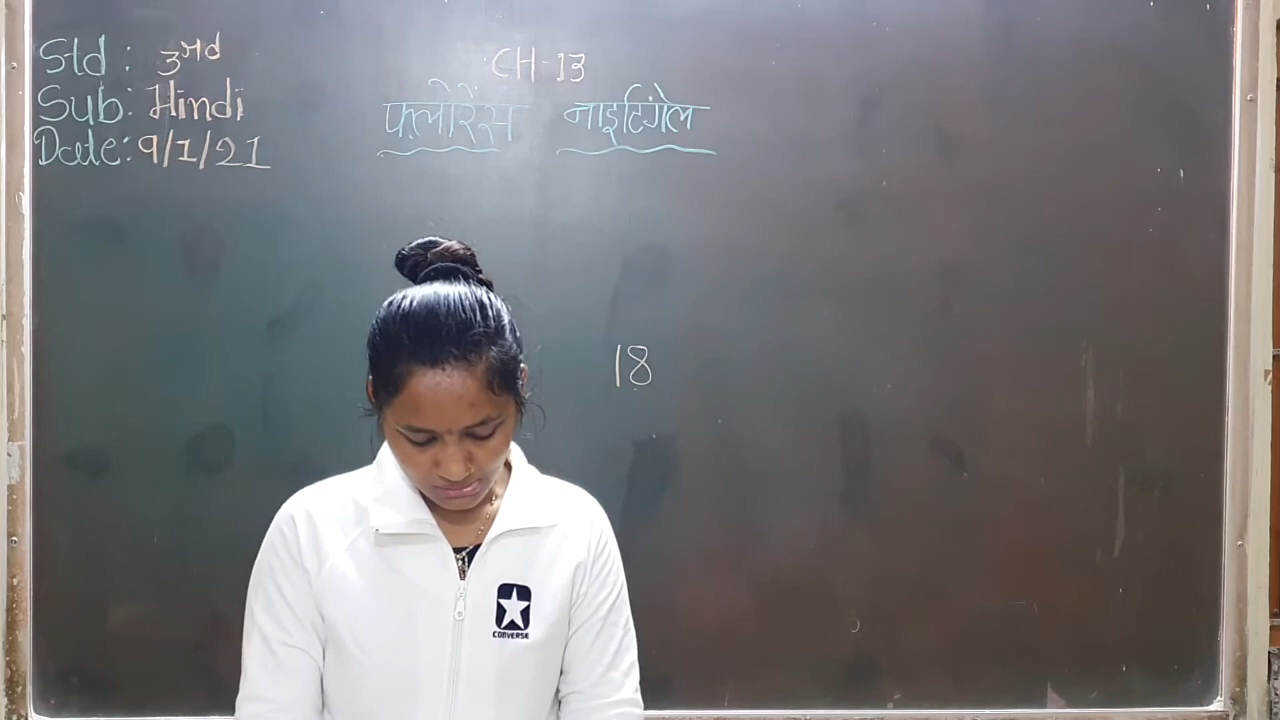 Std : 3rd
Sub: Hindi
Date: 9/1/21
CH-13
फ्लोरेंस नाइटिंगेल
18
CONVERSE